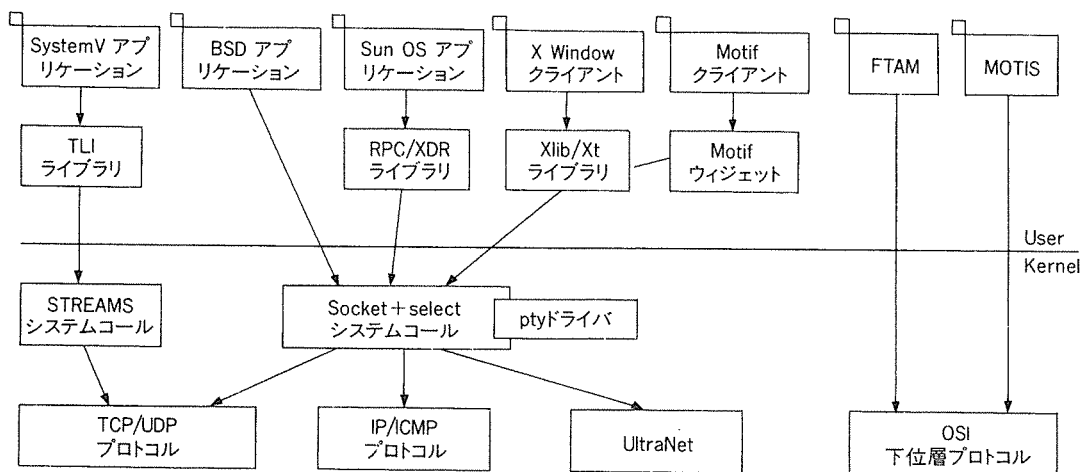 SystemV アプ
リケーション
BSD アプ
リケーション
Sun OS アプ
リケーション
X Window
クライアント
Motif
クライアント
FTAM
MOTIS
TLI
ライブラリ
RPC/XDR
ライブラリ
Xlib/Xt
ライブラリ
Motif
ウィジェット
User
Kernel
STREAMS
システムコール
Socket+select
システムコール
ptyドライバ
TCP/UDP
プロトコル
IP/ICMP
プロトコル
UltraNet
OSI
下位層プロトコル